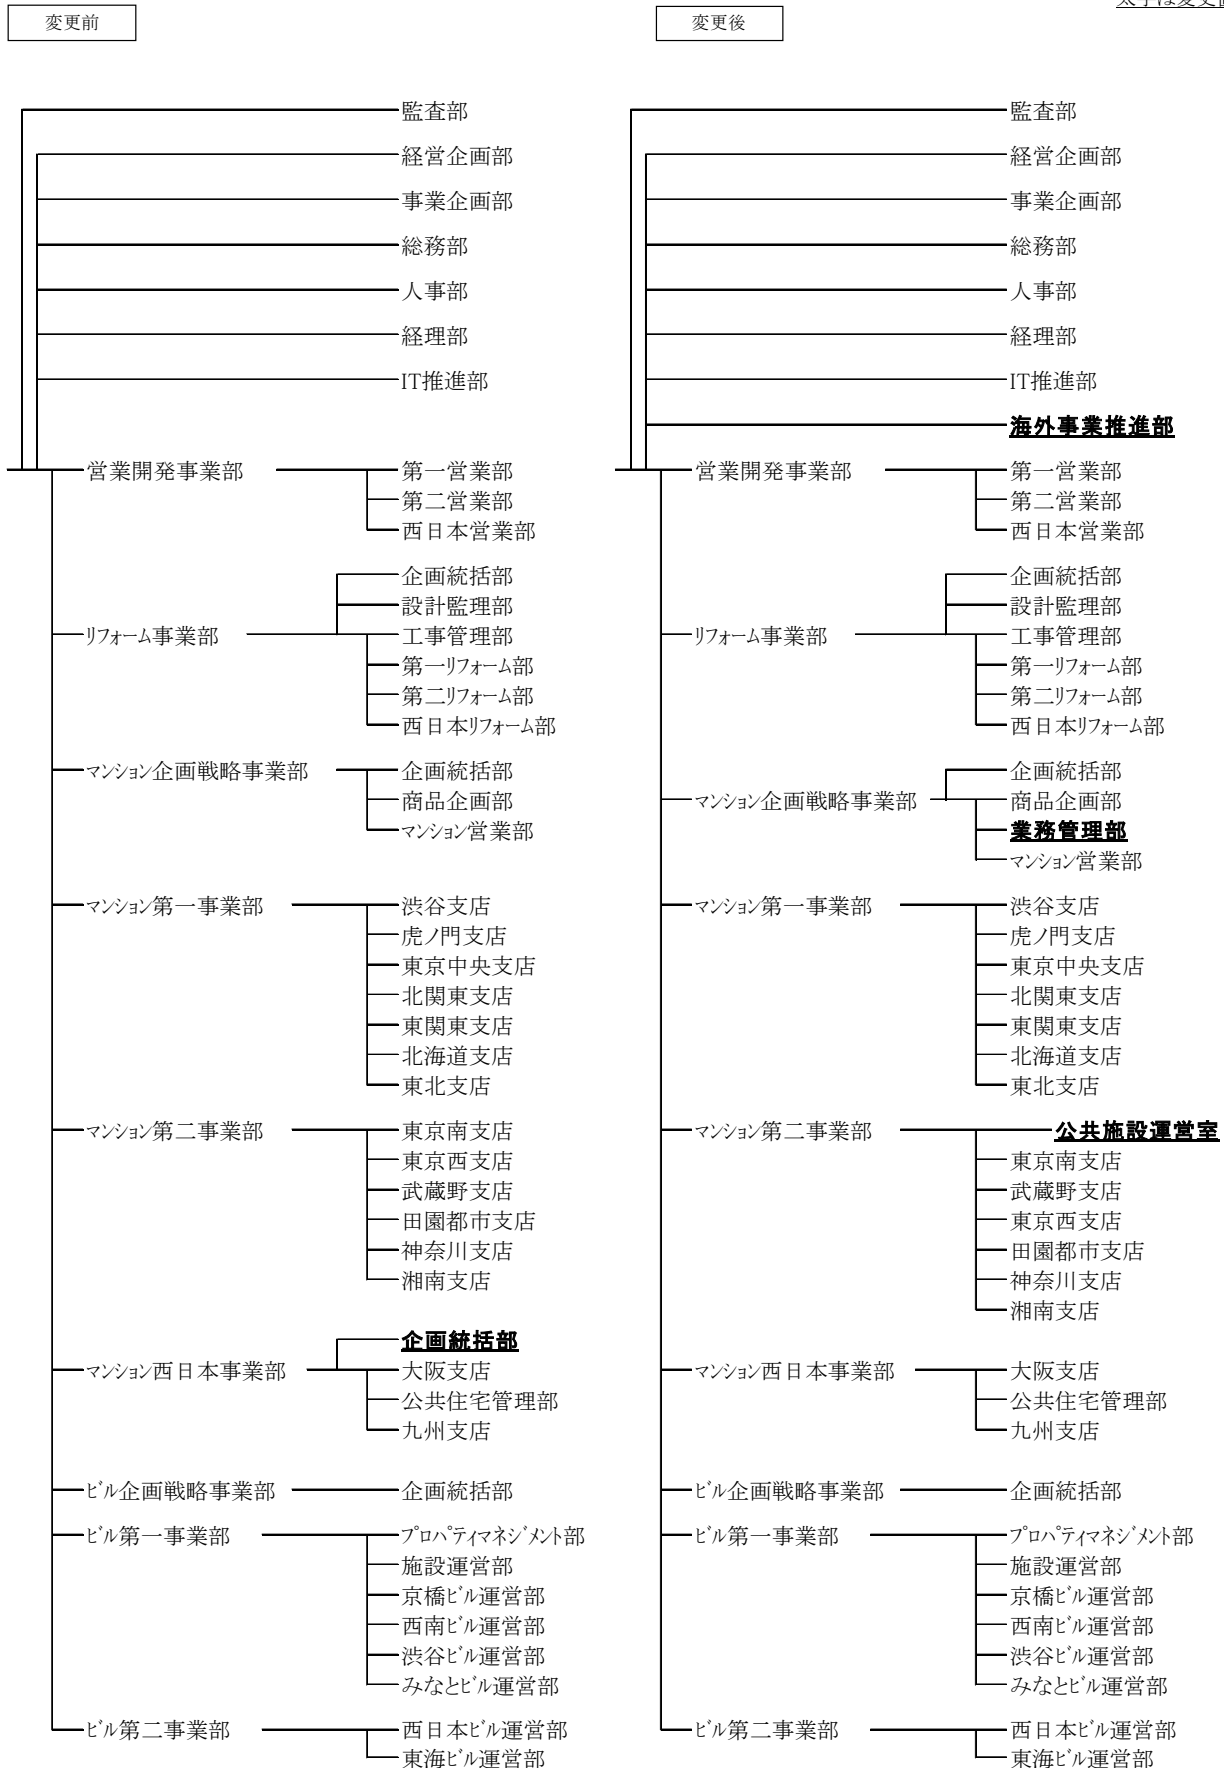 変更前
監査部
経営企画部
事業企画部
総務部
人事部
経理部
IT推進部
営業開発事業部
第一営業部
第二営業部
西日本営業部
リフォーム事業部
企画統括部
設計監理部
工事管理部
第一リフォーム部
第二リフォーム部
西日本リフォーム部
マンション企画戦略事業部
企画統括部
商品企画部
マンション営業部
マンション第一事業部
渋谷支店
虎ノ門支店
東京中央支店
北関東支店
東関東支店
北海道支店
東北支店
マンション第二事業部
東京南支店
東京西支店
武蔵野支店
田園都市支店
神奈川支店
湘南支店
マンション西日本事業部
企画統括部
大阪支店
公共住宅管理部
九州支店
ビル企画戦略事業部
企画統括部
ビル第一事業部
プロパティマネジメント部
施設運営部
京橋ビル運営部
西南ビル運営部
渋谷ビル運営部
みなとビル運営部
ビル第二事業部
西日本ビル運営部
東海ビル運営部
変更後
監査部
経営企画部
事業企画部
総務部
人事部
経理部
IT推進部
海外事業推進部
営業開発事業部
第一営業部
第二営業部
西日本営業部
リフォーム事業部
企画統括部
設計監理部
工事管理部
第一リフォーム部
第二リフォーム部
西日本リフォーム部
マンション企画戦略事業部
企画統括部
商品企画部
業務管理部
マンション営業部
マンション第一事業部
渋谷支店
虎ノ門支店
東京中央支店
北関東支店
東関東支店
北海道支店
東北支店
マンション第二事業部
公共施設運営室
東京南支店
武蔵野支店
東京西支店
田園都市支店
神奈川支店
湘南支店
マンション西日本事業部
大阪支店
公共住宅管理部
九州支店
ビル企画戦略事業部
企画統括部
ビル第一事業部
プロパティマネジメント部
施設運営部
京橋ビル運営部
西南ビル運営部
渋谷ビル運営部
みなとビル運営部
ビル第二事業部
西日本ビル運営部
東海ビル運営部